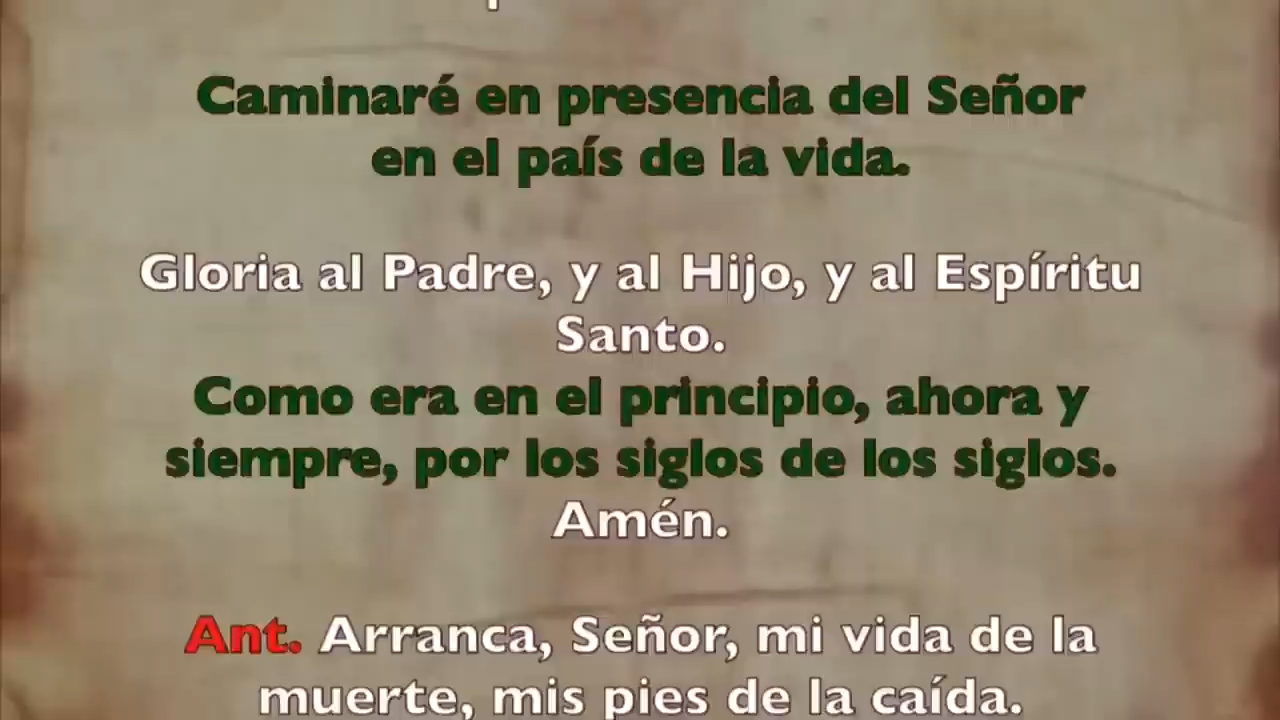 Caminaré en presencia del Señor
en el país de la vida.
Gloria al Padre, y al Hijo, y al Espíritu
Santo.
Como era en el principio, ahora y
siempre, por los siglos de los siglos.
Amén.
Ant. Arranca, Señor, mi vida de la
muerte, mis pies de la caída.